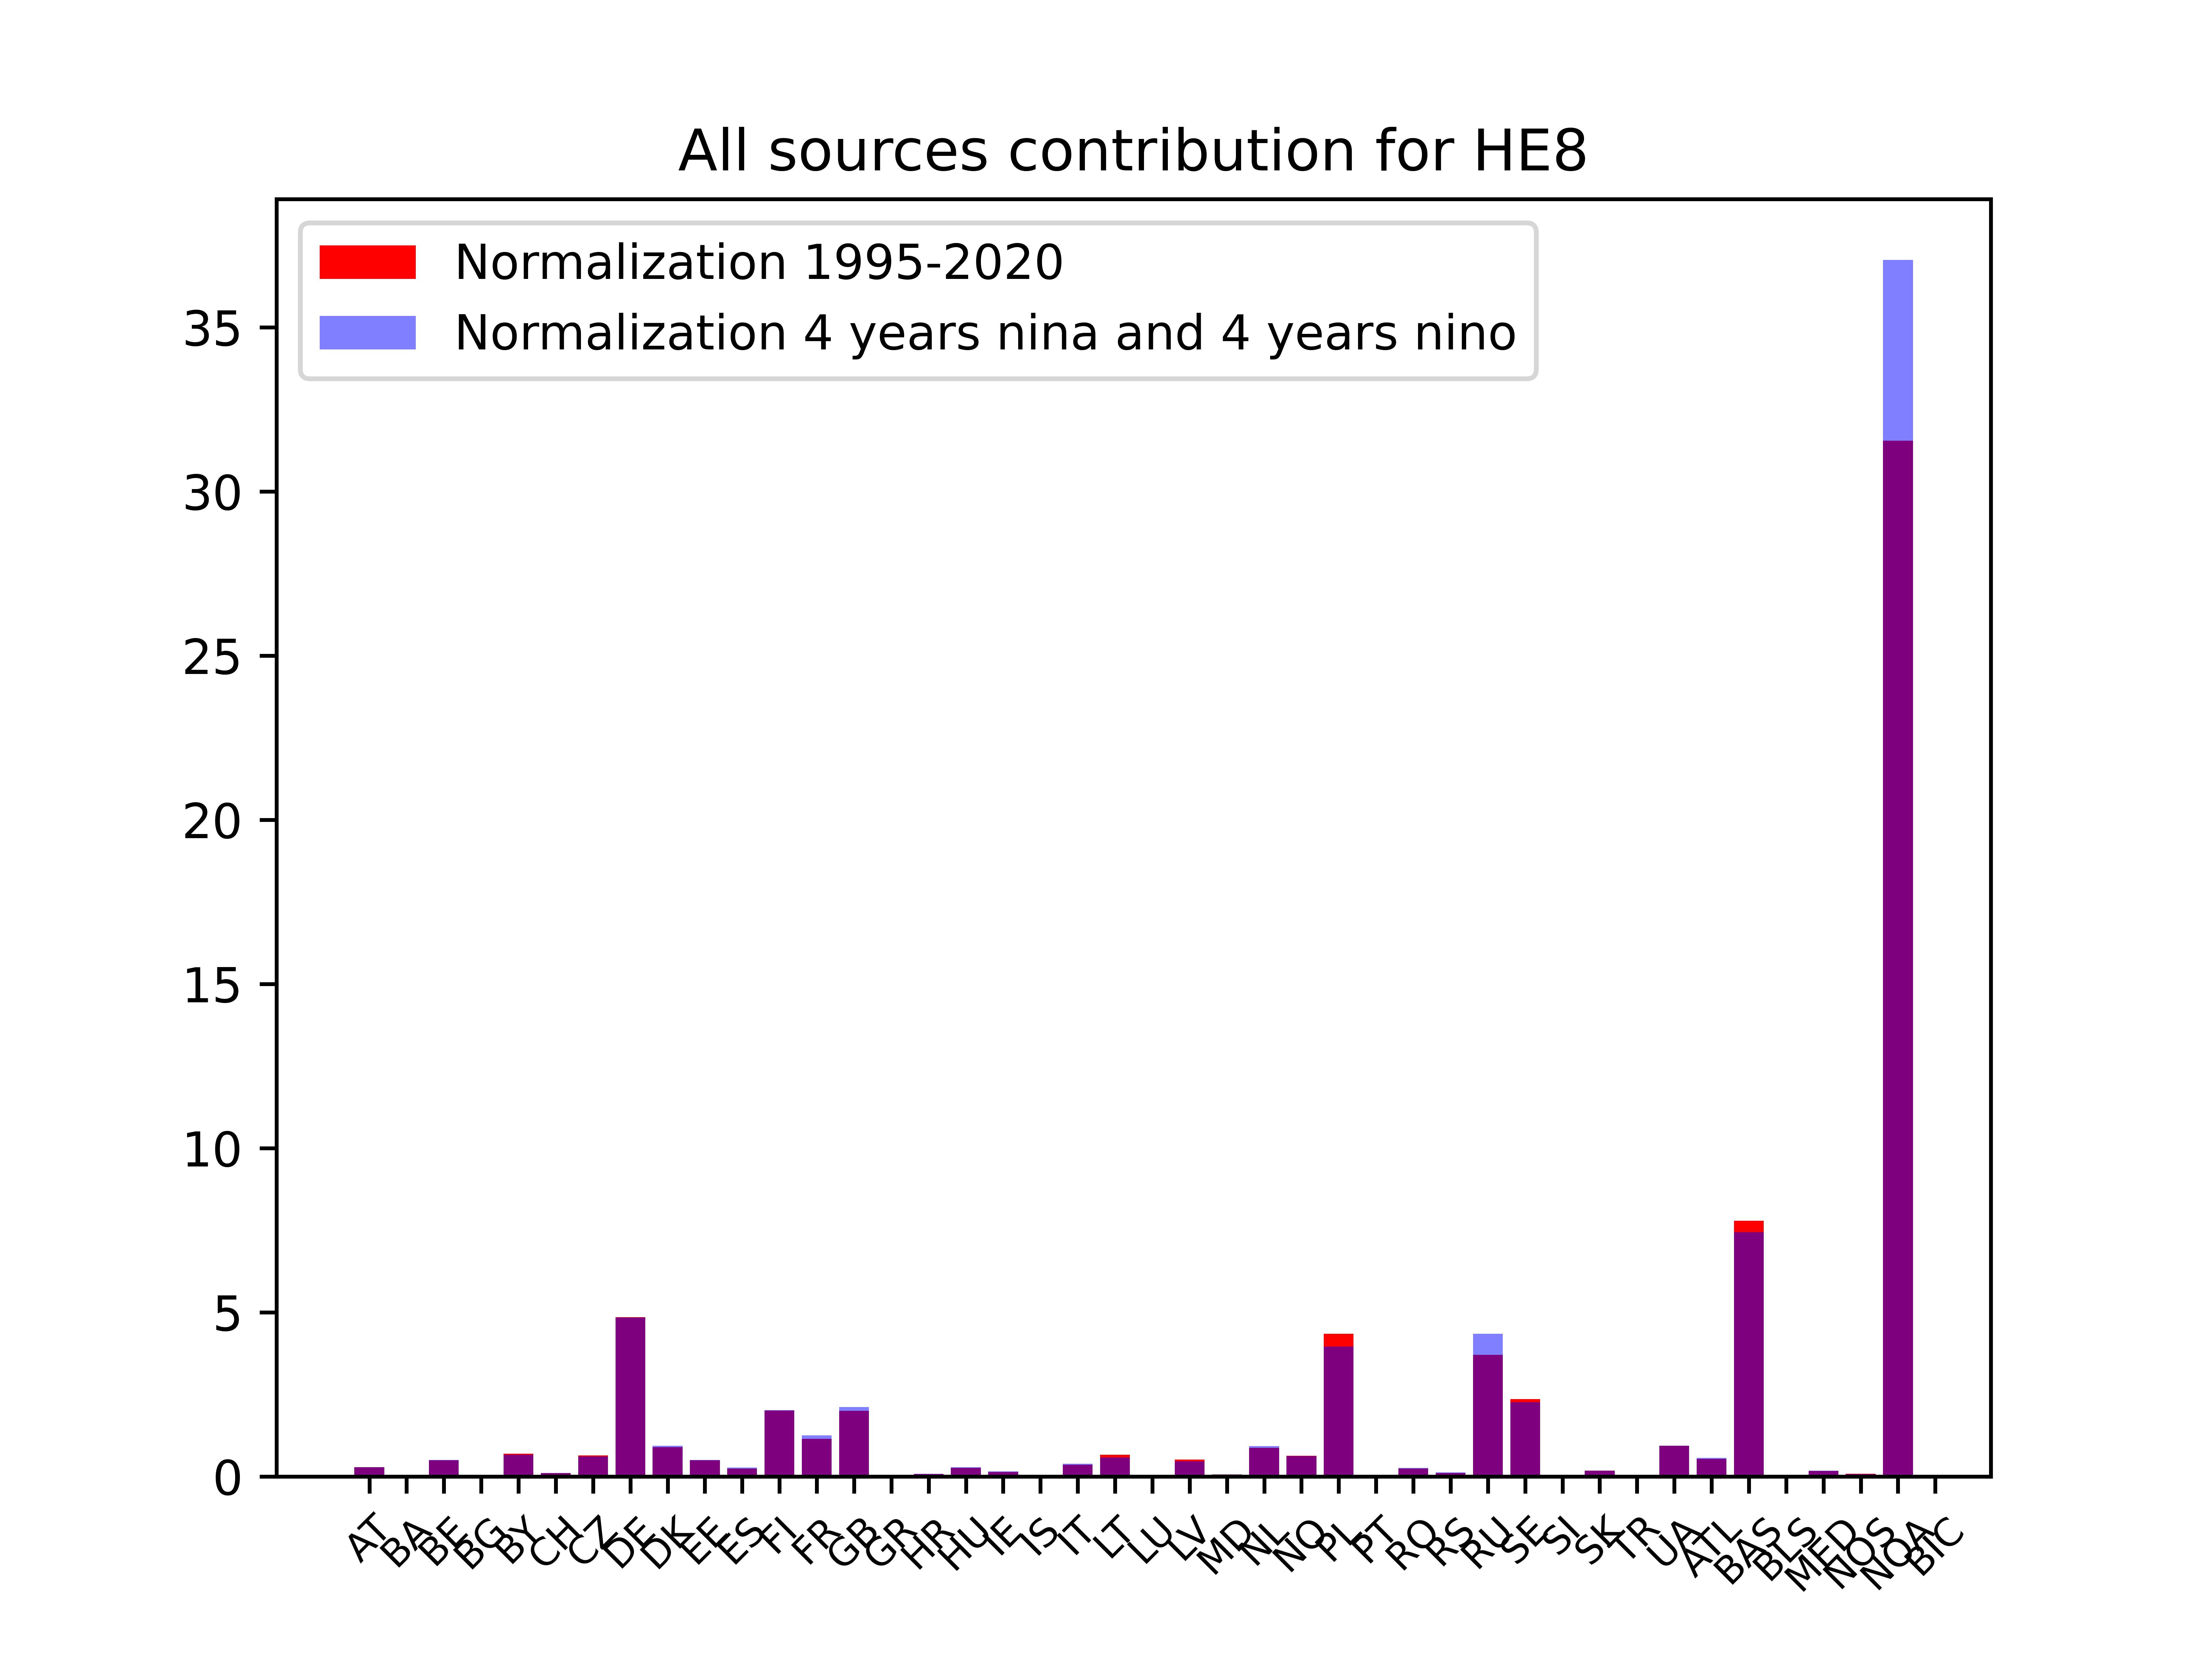 All sources contribution for HE8
Normalization 1995-2020
Normalization 4 years nina and 4 years nino
35
30
25
20
15
10
5
0
AT
BA
BE
BG
BY
CH
CZ
DE
DK
EE
ES
FI
FR
GB
GR
HR
HU
IE
IS
IT
LT
LU
LV
MD
NL
NO
PL
PT
RO
RS
RU
SE
SI
SK
TR
UA
ATL
BAS
BLS
MED
NOS
NOA
BIC